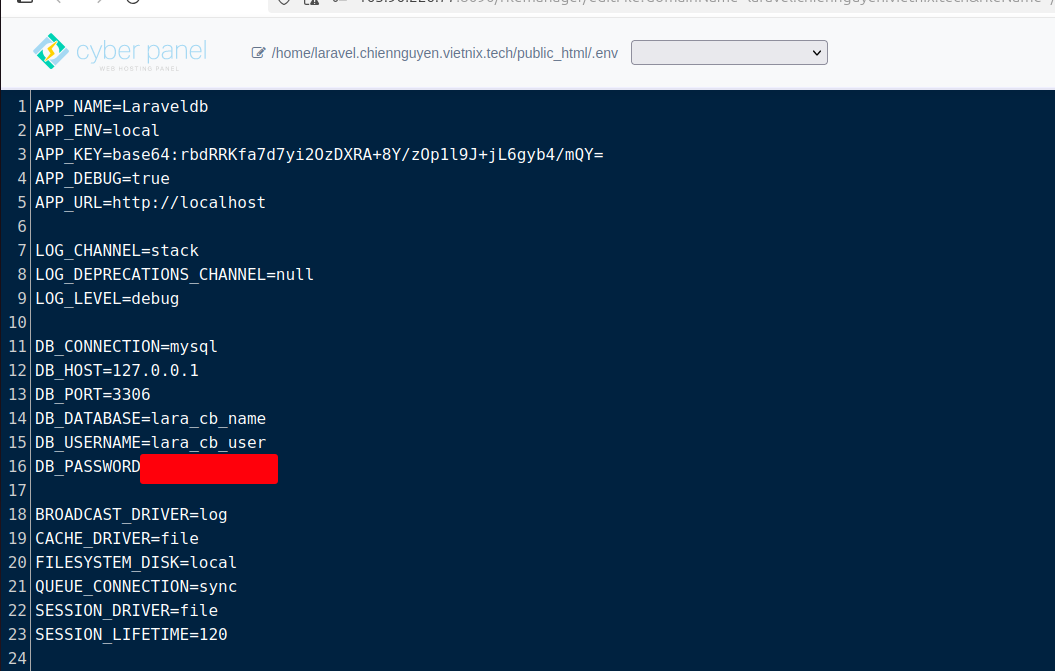 cyber panel
WEB HOSTING PANEL
/home/laravel.chiennguyen.vietnix.tech/public_html/.env
1 APP_NAME=Laraveldb
2 APP_ENV=local
3 APP_KEY=base64:rbdRRKfa7d7yi2OzDXRA+8Y/zOp1l9J+jL6gyb4/mQY=
4 APP_DEBUG=true
5 APP_URL=http://localhost
6
7 LOG_CHANNEL=stack
8 LOG_DEPRECATIONS_CHANNEL=null
9 LOG_LEVEL=debug
10
11 DB_CONNECTION=mysql
12 DB_HOST=127.0.0.1
13 DB_PORT=3306
14 DB_DATABASE=lara_cb_name
15 DB_USERNAME=lara_cb_user
16 DB_PASSWORD
17
18 BROADCAST_DRIVER=log
19 CACHE_DRIVER=file
20 FILESYSTEM_DISK=local
21 QUEUE_CONNECTION=sync
22 SESSION_DRIVER=file
23 SESSION_LIFETIME=120
24